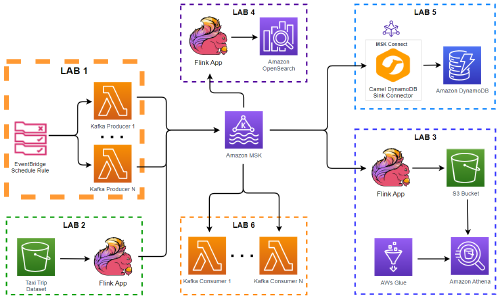 LAB 1
Kafka Producer 1
EventBridge
Schedule Rule
Kafka Producer N
LAB 2
Taxi Trip
Dataset
Flink App
LAB 4
Flink App
Amazon
OpenSearch
Amazon MSK
LAB 6
Kafka Consumer 1
Kafka Consumer N
LAB 5
MSK Connect
Camel DynamoDB
Sink Connector
Amazon DynamoDB
LAB 3
Flink App
S3 Bucket
AWs Glue
Amazon Athena